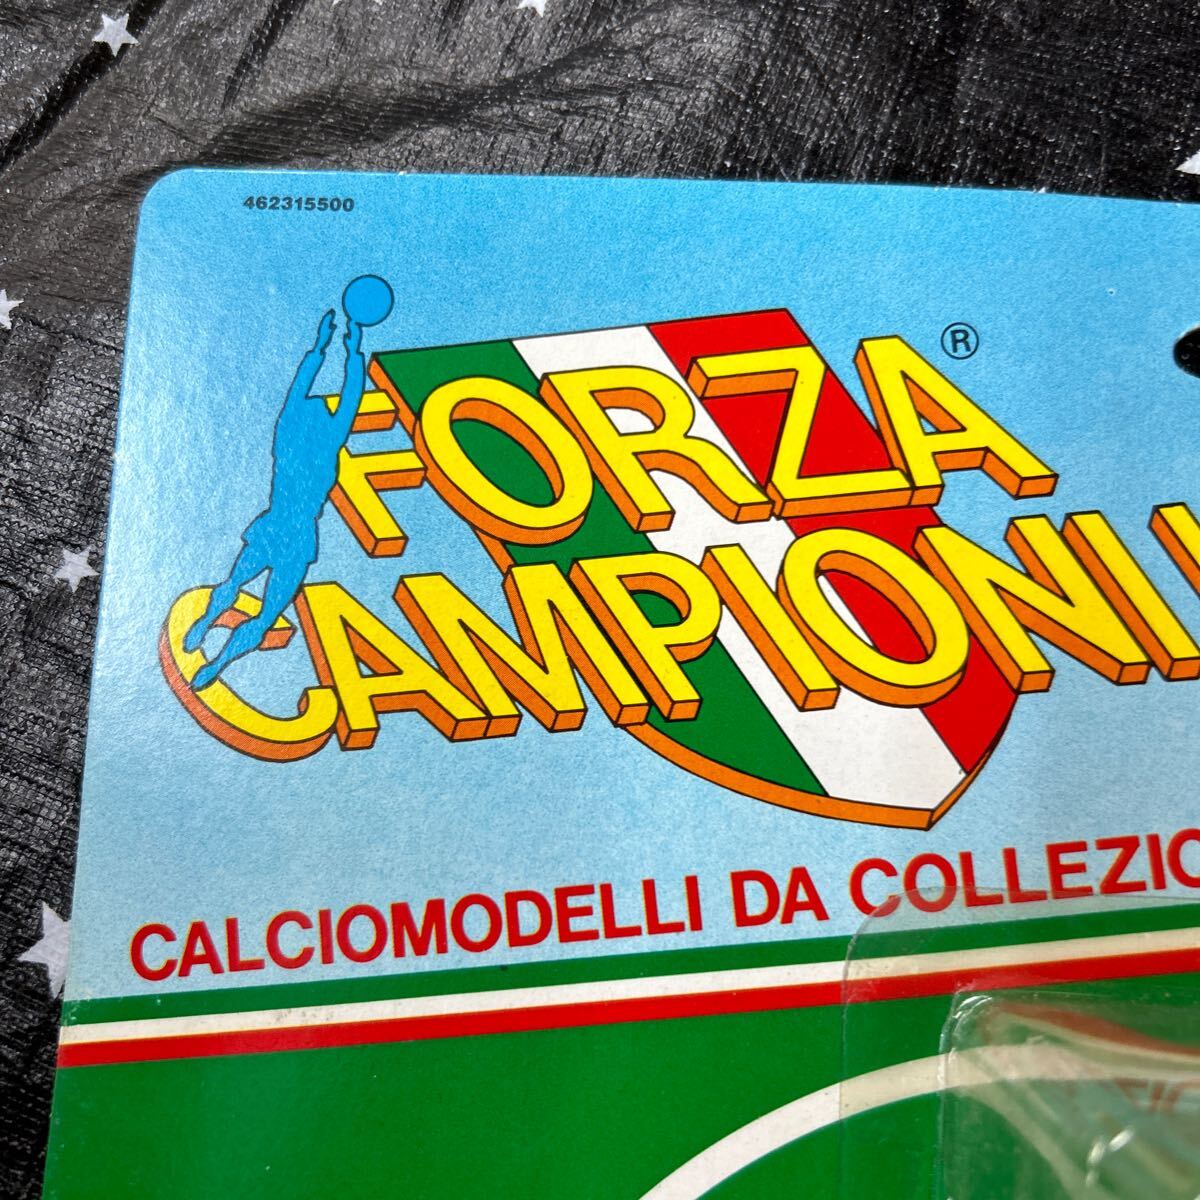 462315500
FORZA ®
CAMPIONI
CALCIOMODELLI DA COLLEZIO